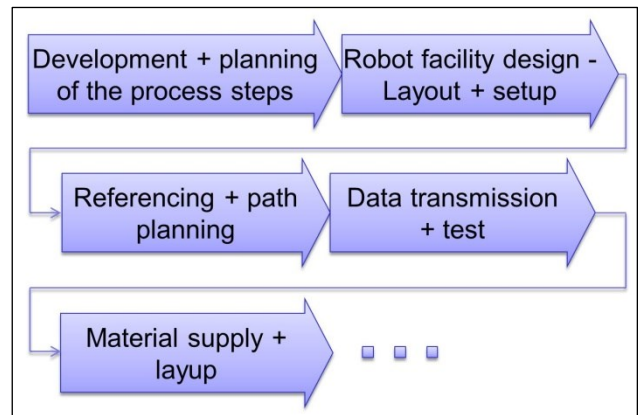 Development + planning
of the process steps
Robot facility design -
Layout + setup
Referencing + path
planning
Data transmission
+ test
Material supply +
layup